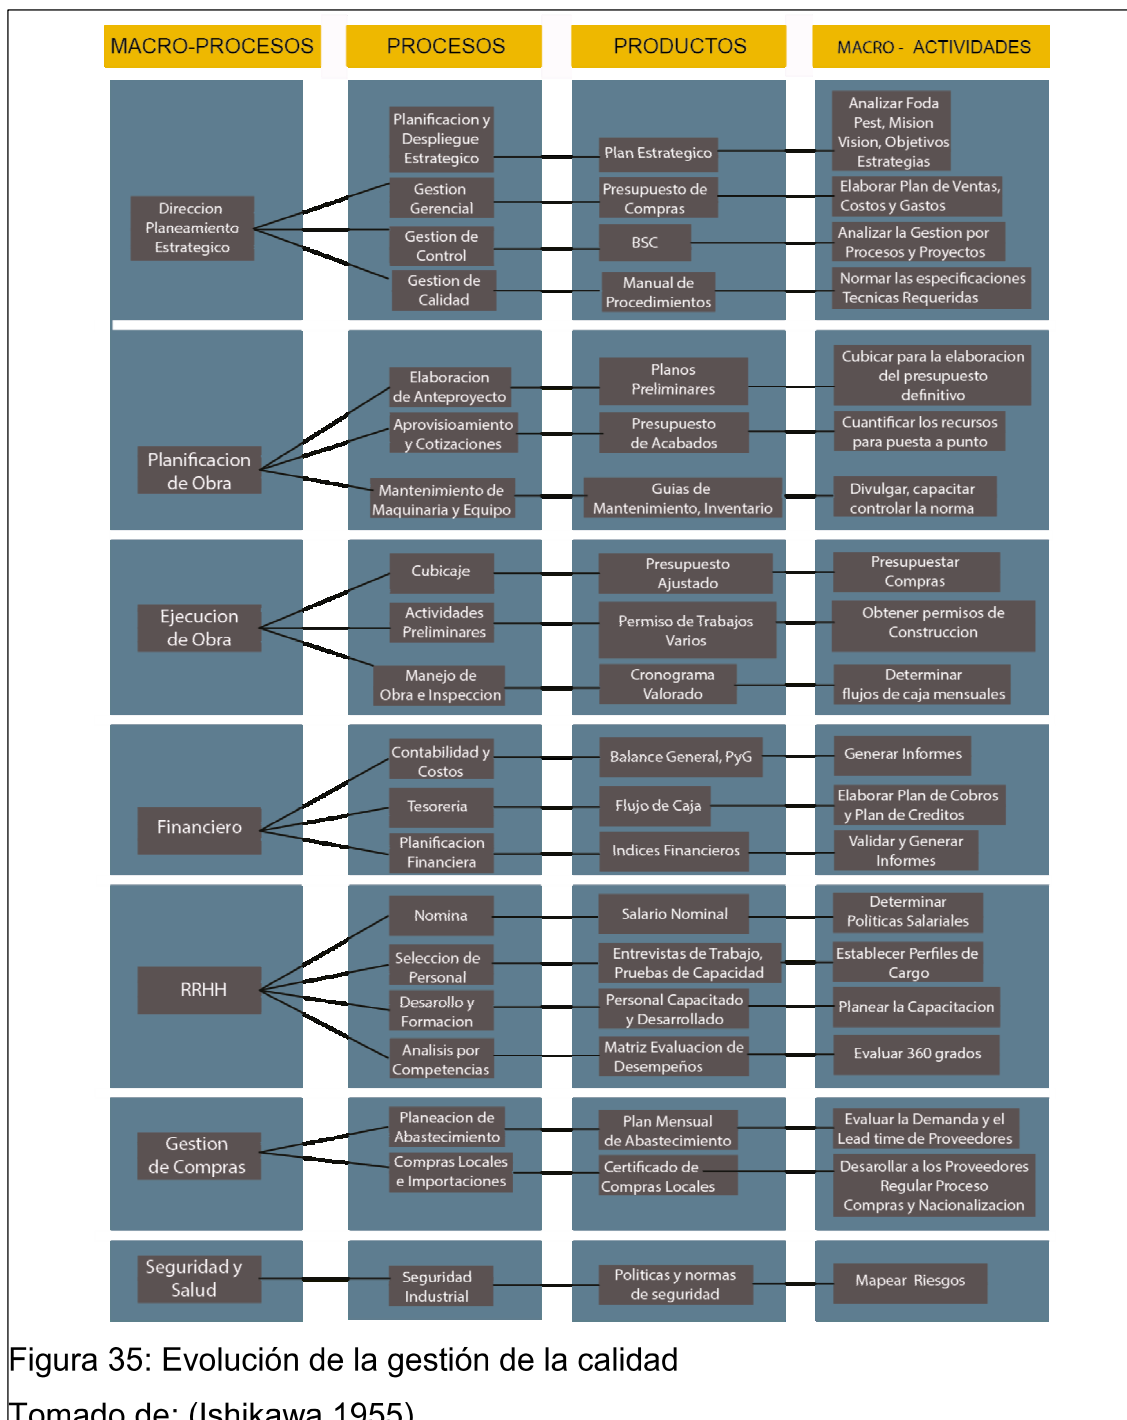 MACRO-PROCESOS
PROCESOS
PRODUCTOS
MACRO - ACTIVIDADES
Direccion
Planeamiento
Estrategico
Planificacion y
Despliegue
Estrategico
Plan Estrategico
Analizar Foda
Pest, Mision
Vision, Objetivos
Estrategias
Gestion
Gerencial
Presupuesto de
Compras
Elaborar Plan de Ventas,
Costos y Gastos
Gestion de
Control
BSC
Analizar la Gestion por
Procesos y Proyectos
Gestion de
Calidad
Manual de
Procedimientos
Normar las especificaciones
Tecnicas Requeridas
Planificacion
de Obra
Elaboracion
de Anteproyecto
Planos
Preliminares
Cubicar para la elaboracion
del presupuesto
definitivo
Aprovisioamiento
y Cotizaciones
Presupuesto
de Acabados
Cuantificar los recursos
para puesta a punto
Mantenimiento de
Maquinaria y Equipo
Guias de
Mantenimiento, Inventario
Divulgar, capacitar
controlar la norma
Ejecucion
de Obra
Cubicaje
Presupuesto
Ajustado
Presupuestar
Compras
Actividades
Preliminares
Permiso de Trabajos
Varios
Obtener permisos de
Construccion
Manejo de
Obra e Inspeccion
Cronograma
Valorado
Determinar
flujos de caja mensuales
Financiero
Contabilidad y
Costos
Balance General, PyG
Generar Informes
Tesoreria
Flujo de Caja
Elaborar Plan de Cobros
y Plan de Creditos
Planificacion
Financiera
Indices Financieros
Validar y Generar
Informes
RRHH
Nomina
Salario Nominal
Determinar
Politicas Salariales
Seleccion de
Personal
Entrevistas de Trabajo,
Pruebas de Capacidad
Establecer Perfiles de
Cargo
Desarollo y
Formacion
Personal Capacitado
y Desarrollado
Planear la Capacitacion
Analisis por
Competencias
Matriz Evaluacion de
Desempeños
Evaluar 360 grados
Gestion
de Compras
Planeacion de
Abastecimiento
Plan Mensual
de Abastecimiento
Evaluar la Demanda y el
Lead time de Proveedores
Compras Locales
e Importaciones
Certificado de
Compras Locales
Desarollar a los Proveedores
Regular Proceso
Compras y Nacionalizacion
Seguridad y
Salud
Seguridad
Industrial
Politicas y normas
de seguridad
Mapear Riesgos
Figura 35: Evolución de la gestión de la calidad
Tomado de: (Ishikawa 1955)